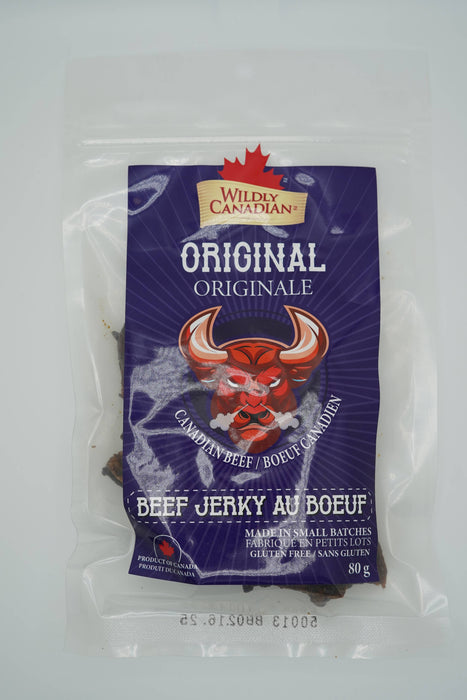 WILDLY
CANADIAN
ORIGINAL
ORIGINALE
CANADIAN BEEF / BOEUF CANADIEN
BEEF JERKY AU BOEUF
MADE IN SMALL BATCHES
FABRIQUÉ EN PETITS LOTS
GLUTEN FREE / SANS GLUTEN
80 g
PRODUCT OF CANADA
PRODUIT DU CANADA